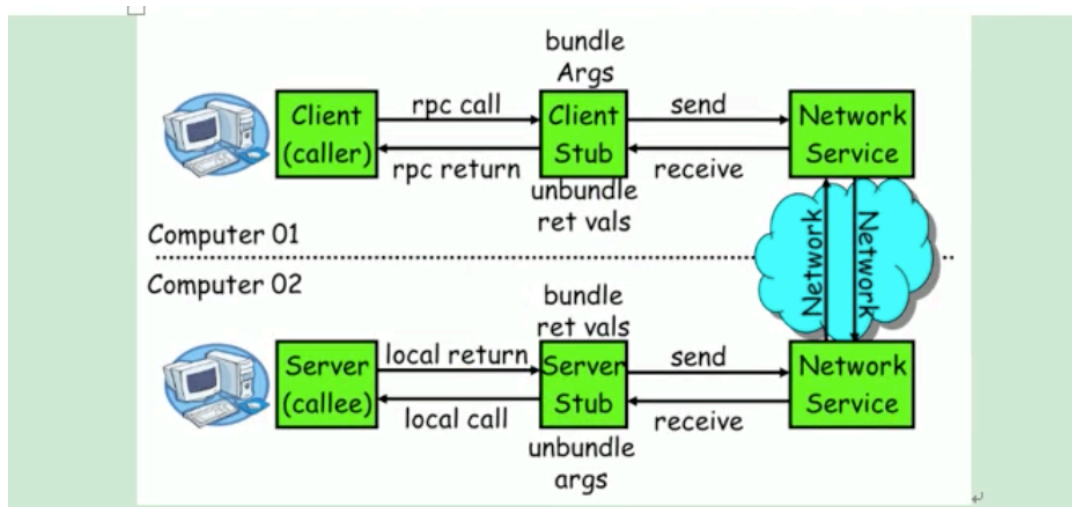 bundle
Args
Client
(caller)
rpc call
rpc return
Client
Stub
unbundle
ret vals
send
receive
Network
Service
Computer 01
Network
Network
Computer 02
bundle
ret vals
Server
(callee)
local return
local call
Server
Stub
unbundle
args
send
receive
Network
Service